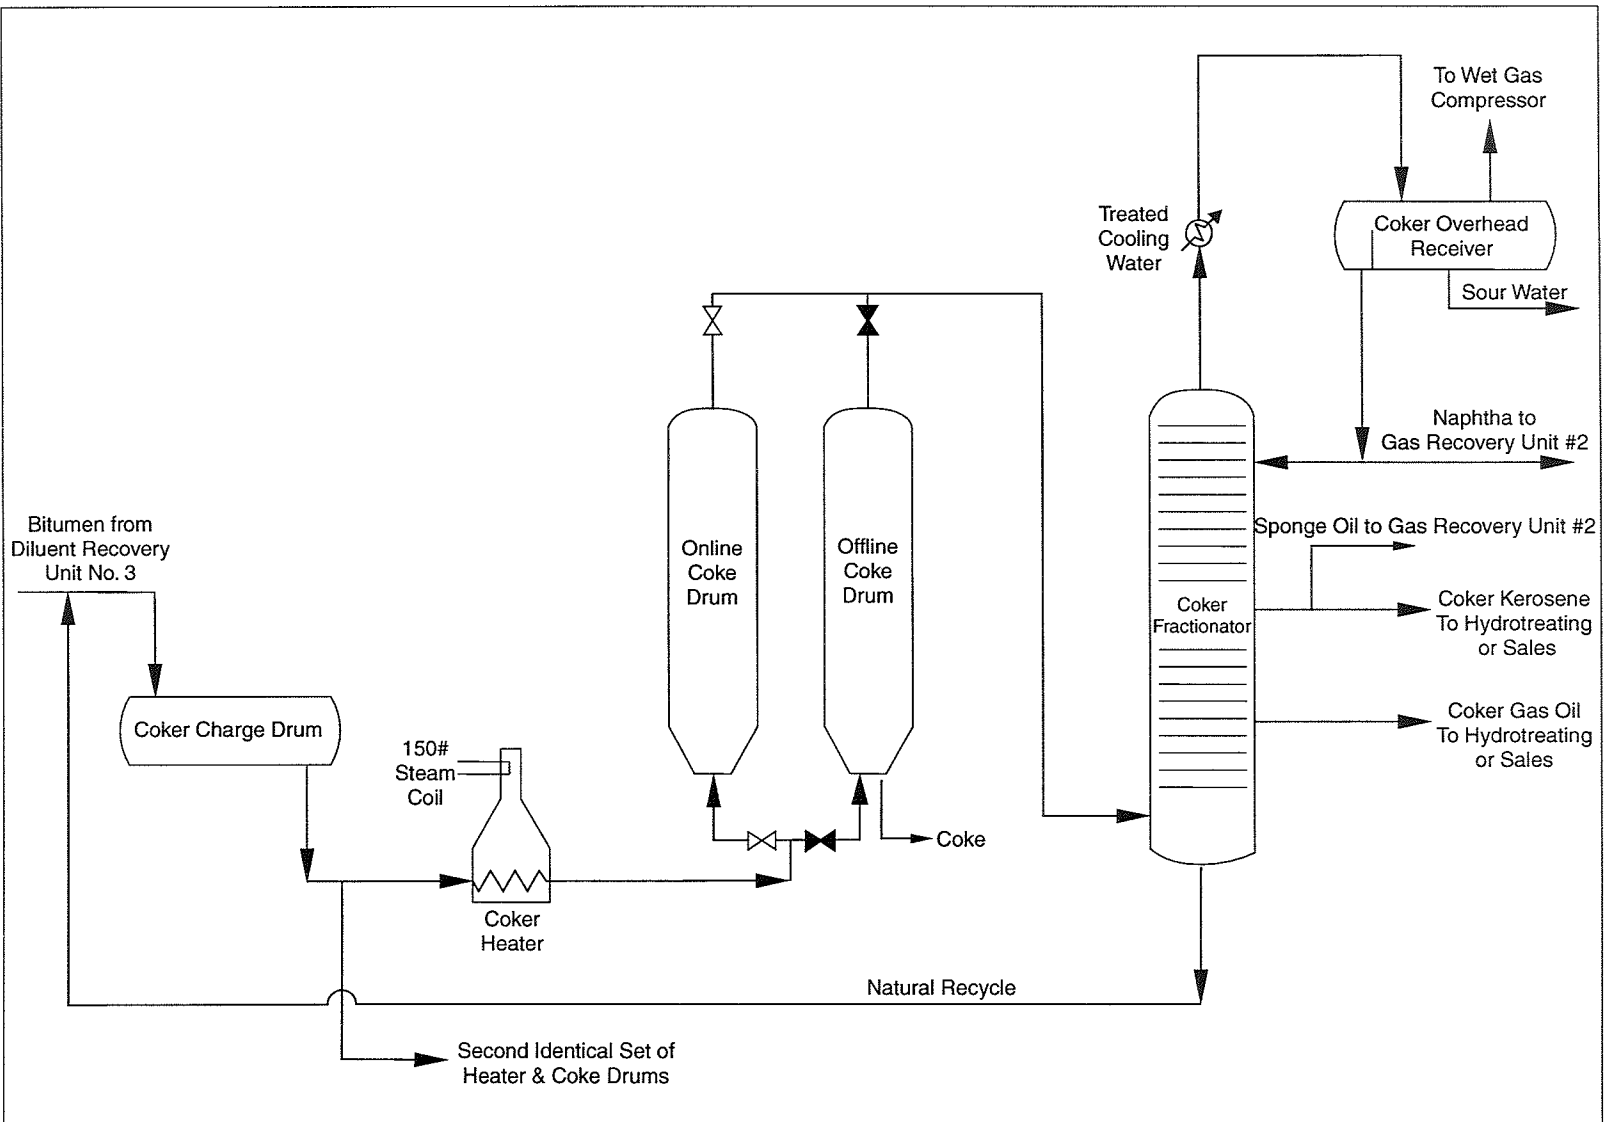 To Wet Gas
Compressor
Treated
Cooling
Water
Coker Overhead
Receiver
Sour Water
Naphtha to
Gas Recovery Unit #2
Sponge Oil to Gas Recovery Unit #2
Bitumen from
Diluent Recovery
Unit No. 3
Online
Coke
Drum
Offline
Coke
Drum
Coker
Fractionator
Coker Kerosene
To Hydrotreating
or Sales
Coker Charge Drum
150#
Steam
Coil
Coker Gas Oil
To Hydrotreating
or Sales
Coke
Coker
Heater
Natural Recycle
Second Identical Set of
Heater & Coke Drums